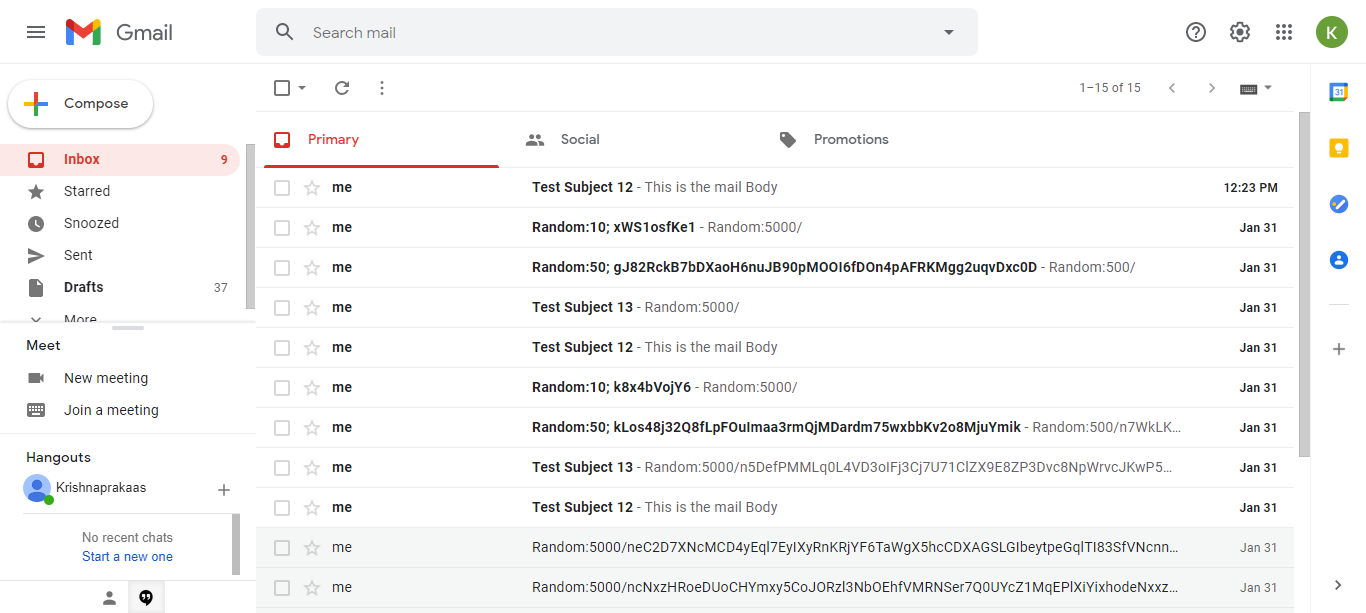 Gmail
Search mail
K
Compose
1–15 of 15
31
Primary
Social
Promotions
Inbox 9
Starred
Snoozed
Sent
Drafts 37
More
me Test Subject 12 - This is the mail Body 12:23 PM
me Random:10; xWS1osfKe1 - Random:5000/ Jan 31
me Random:50; gJ82RckB7bDXaoH6nuJB90pMOOI6fDOn4pAFRKMgg2uqvDxc0D - Random:500/ Jan 31
me Test Subject 13 - Random:5000/ Jan 31
me Test Subject 12 - This is the mail Body Jan 31
me Random:10; k8x4bVojY6 - Random:5000/ Jan 31
me Random:50; kLos48j32Q8fLpFOuImaa3rmQjMDardm75wxbbKv2o8MjuYmik - Random:500/n7WkLK... Jan 31
me Test Subject 13 - Random:5000/n5DefPMMLq0L4VD3oIFj3Cj7U71ClZX9E8ZP3Dvc8NpWrvcJKwP5... Jan 31
me Test Subject 12 - This is the mail Body Jan 31
me Random:5000/neC2D7XNcMCD4yEql7EyIXyRnKRjYF6TaWgX5hcCDXAGSLGIbeytpeGqlTI83SfVNcnn... Jan 31
me Random:5000/ncNxzHRoeDUoCHYmxy5CoJORzl3NbOEhfVMRNSer7Q0UYcZ1MqEPlXiYixhodeNxxz... Jan 31
Meet
New meeting
Join a meeting
Hangouts
Krishnaprakaas
No recent chats
Start a new one